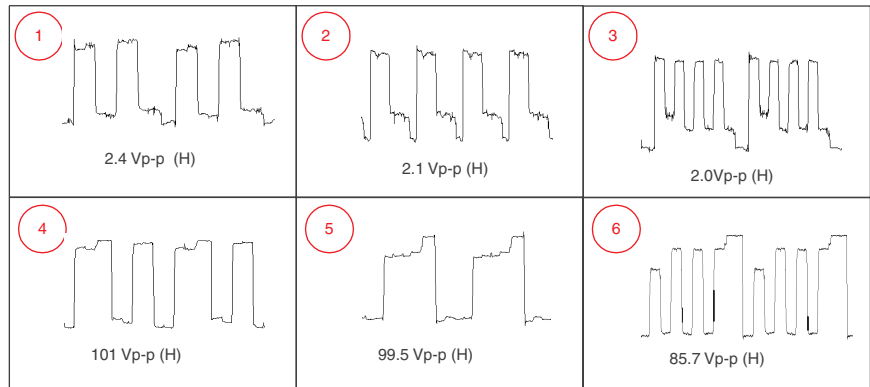 1
2.4 Vp-p (H)
2
2.1 Vp-p (H)
3
2.0Vp-p (H)
4
101 Vp-p (H)
5
99.5 Vp-p (H)
6
85.7 Vp-p (H)